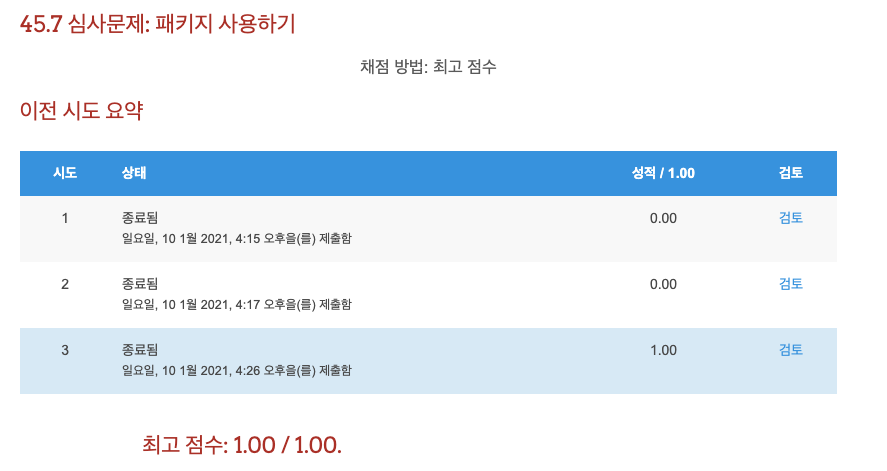 45.7 심사문제: 패키지 사용하기
채점 방법: 최고 점수
이전 시도 요약
시도 상태 성적 / 1.00 검토
1 종료됨 0.00 검토
일요일, 10 1월 2021, 4:15 오후을(를) 제출함
2 종료됨 0.00 검토
일요일, 10 1월 2021, 4:17 오후을(를) 제출함
3 종료됨 1.00 검토
일요일, 10 1월 2021, 4:26 오후을(를) 제출함
최고 점수: 1.00 / 1.00.